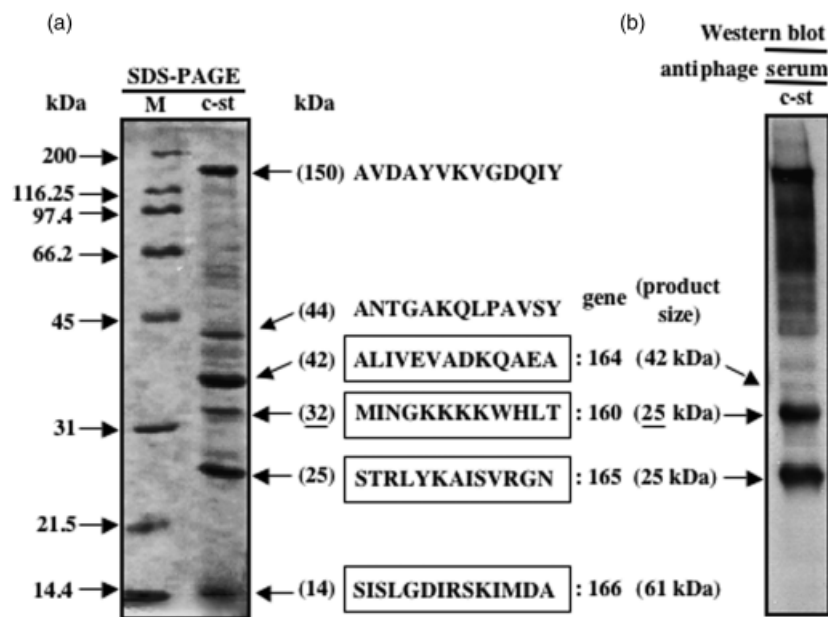 (a)
(b)
Western blot
SDS-PAGE
antiphage serum
kDa M c-st kDa
c-st
200
(150) AVDAYVKVGDQIY
116.25
97.4
66.2
gene (product size)
(44) ANTGAKQLPAVSY
45
(42) ALIVEVADKQAEA : 164 (42 kDa)
(32) MINGKKKKWHLT : 160 (25 kDa)
31
(25) STRLYKAISVRGN : 165 (25 kDa)
21.5
14.4
(14) SISLGDIRSKIMDA : 166 (61 kDa)